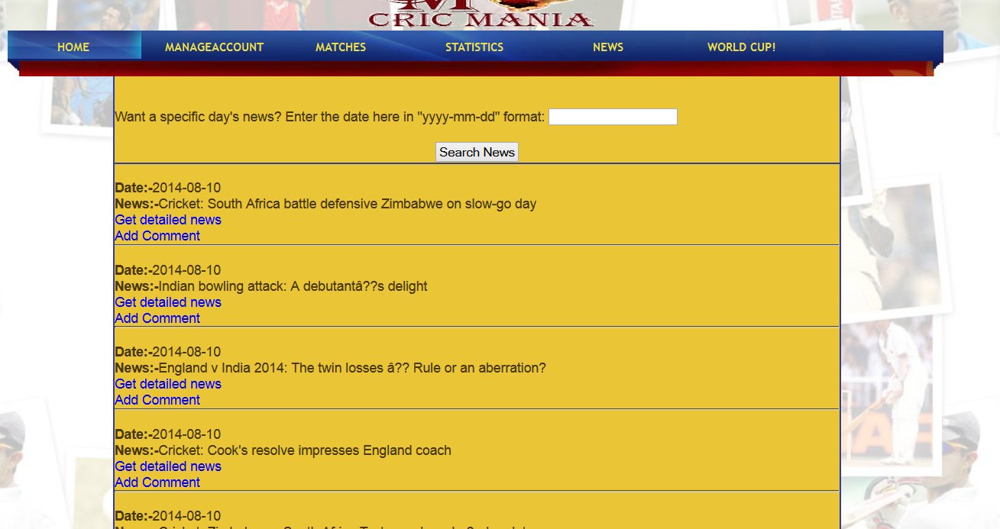 CRIC MANIA
HOME MANAGEACCOUNT MATCHES STATISTICS NEWS WORLD CUP!
Want a specific day's news? Enter the date here in "yyyy-mm-dd" format:
Search News
Date:-2014-08-10
News:-Cricket: South Africa battle defensive Zimbabwe on slow-go day
Get detailed news
Add Comment
Date:-2014-08-10
News:-Indian bowling attack: A debutantâ??s delight
Get detailed news
Add Comment
Date:-2014-08-10
News:-England v India 2014: The twin losses â?? Rule or an aberration?
Get detailed news
Add Comment
Date:-2014-08-10
News:-Cricket: Cook's resolve impresses England coach
Get detailed news
Add Comment
Date:-2014-08-10